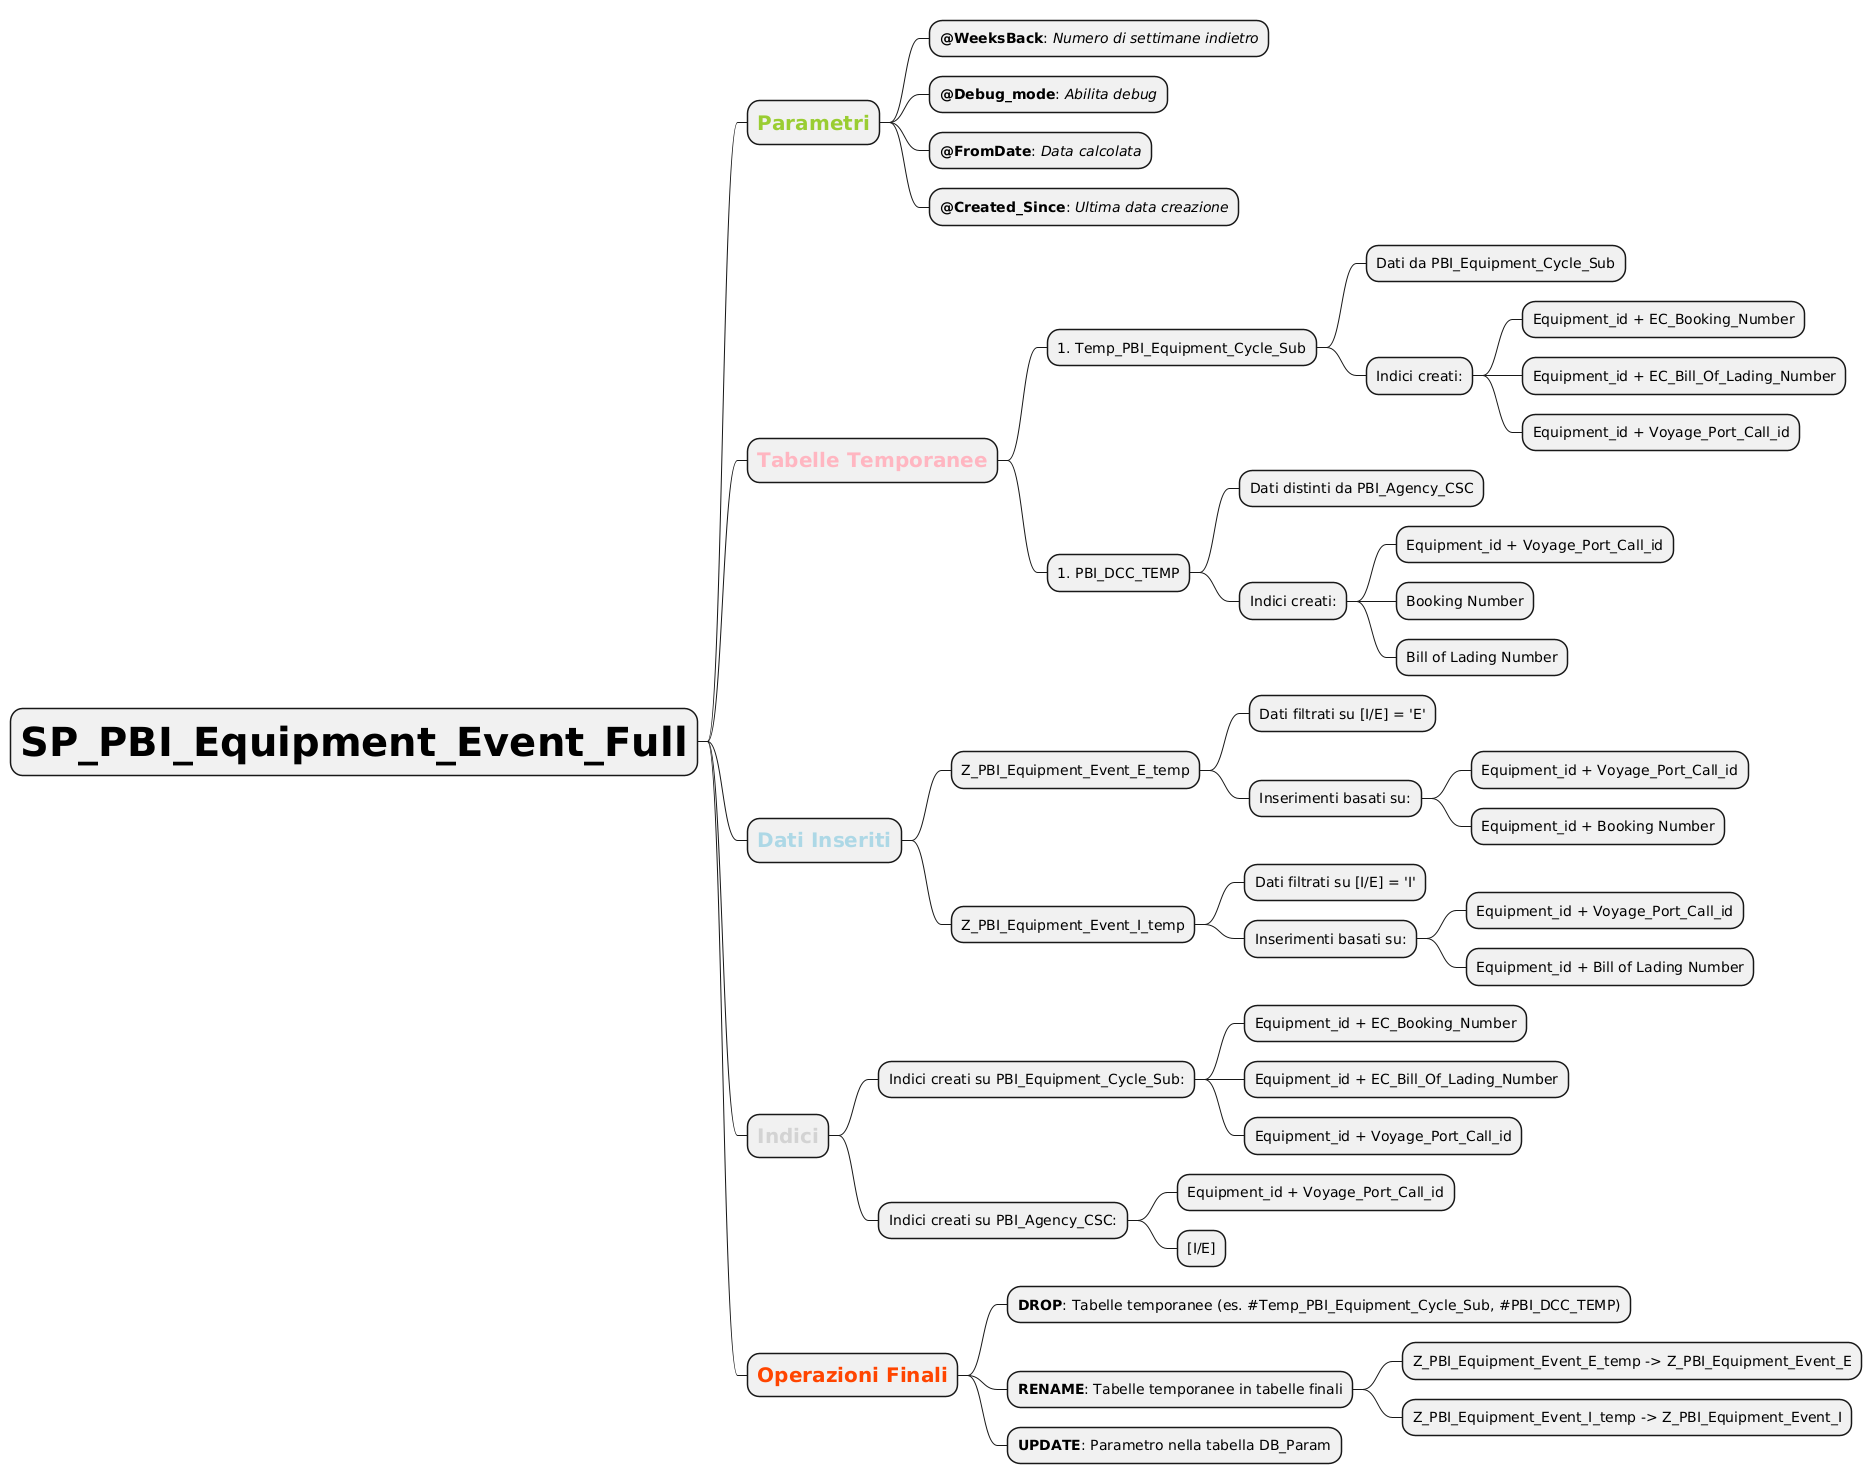 SP_PBI_Equipment_Event_Full
Parametri
@WeeksBack: Numero di settimane indietro
@Debug_mode: Abilita debug
@FromDate: Data calcolata
@Created_Since: Ultima data creazione
Tabelle Temporanee
1. Temp_PBI_Equipment_Cycle_Sub
Dati da PBI_Equipment_Cycle_Sub
Indici creati:
Equipment_id + EC_Booking_Number
Equipment_id + EC_Bill_Of_Lading_Number
Equipment_id + Voyage_Port_Call_id
1. PBI_DCC_TEMP
Dati distinti da PBI_Agency_CSC
Indici creati:
Equipment_id + Voyage_Port_Call_id
Booking Number
Bill of Lading Number
Dati Inseriti
Z_PBI_Equipment_Event_E_temp
Dati filtrati su [I/E] = 'E'
Inserimenti basati su:
Equipment_id + Voyage_Port_Call_id
Equipment_id + Booking Number
Z_PBI_Equipment_Event_I_temp
Dati filtrati su [I/E] = 'I'
Inserimenti basati su:
Equipment_id + Voyage_Port_Call_id
Equipment_id + Bill of Lading Number
Indici
Indici creati su PBI_Equipment_Cycle_Sub:
Equipment_id + EC_Booking_Number
Equipment_id + EC_Bill_Of_Lading_Number
Equipment_id + Voyage_Port_Call_id
Indici creati su PBI_Agency_CSC:
Equipment_id + Voyage_Port_Call_id
[I/E]
Operazioni Finali
DROP: Tabelle temporanee (es. #Temp_PBI_Equipment_Cycle_Sub, #PBI_DCC_TEMP)
RENAME: Tabelle temporanee in tabelle finali
Z_PBI_Equipment_Event_E_temp -> Z_PBI_Equipment_Event_E
Z_PBI_Equipment_Event_I_temp -> Z_PBI_Equipment_Event_I
UPDATE: Parametro nella tabella DB_Param